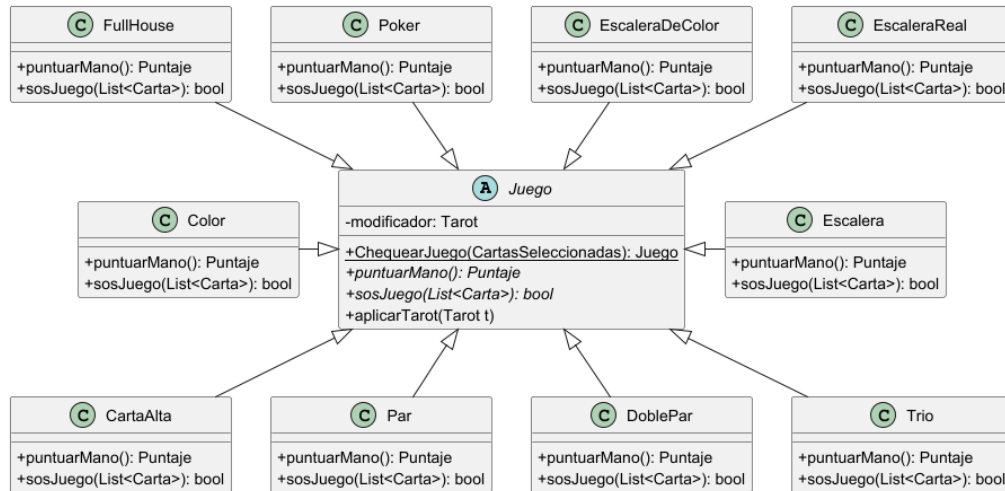 C FullHouse
+puntuarMano(): Puntaje
+sosJuego(List<Carta>): bool
C Poker
+puntuarMano(): Puntaje
+sosJuego(List<Carta>): bool
C EscaleraDeColor
+puntuarMano(): Puntaje
+sosJuego(List<Carta>): bool
C EscaleraReal
+puntuarMano(): Puntaje
+sosJuego(List<Carta>): bool
C Color
+puntuarMano(): Puntaje
+sosJuego(List<Carta>): bool
A Juego
-modificador: Tarot
+ChequearJuego(CartasSeleccionadas): Juego
+puntuarMano(): Puntaje
+sosJuego(List<Carta>): bool
+aplicarTarot(Tarot t)
C Escalera
+puntuarMano(): Puntaje
+sosJuego(List<Carta>): bool
C CartaAlta
+puntuarMano(): Puntaje
+sosJuego(List<Carta>): bool
C Par
+puntuarMano(): Puntaje
+sosJuego(List<Carta>): bool
C DoblePar
+puntuarMano(): Puntaje
+sosJuego(List<Carta>): bool
C Trio
+puntuarMano(): Puntaje
+sosJuego(List<Carta>): bool